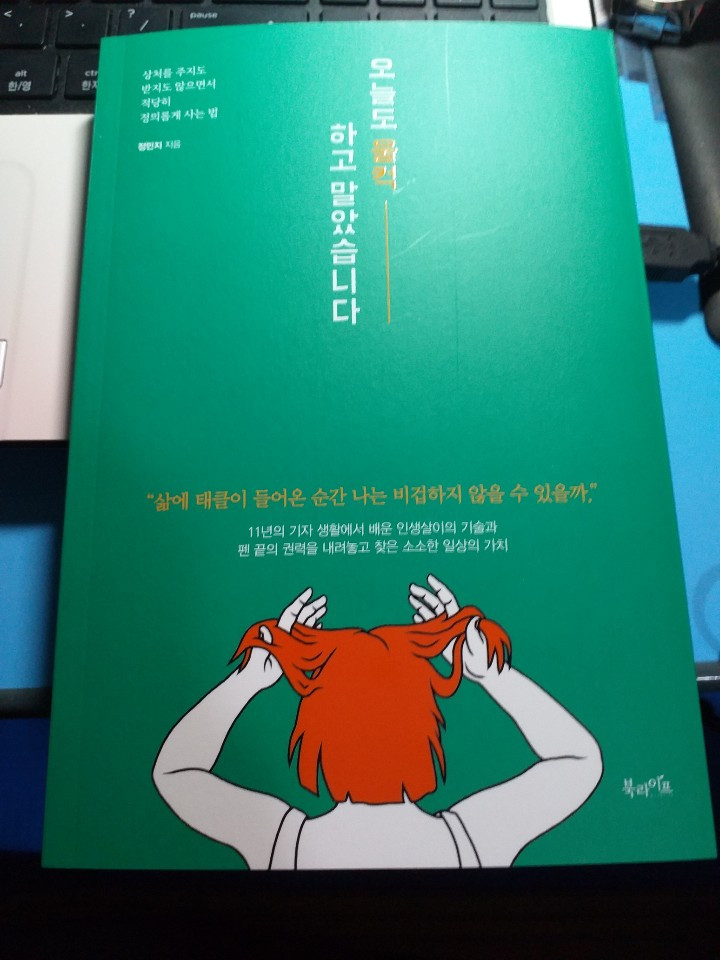 pause
alt
한/영
상처를 주지도
받지도 않으면서
적당히
정의롭게 사는 법
정민지 지음
오늘도 울컥
하고 말았습니다
“삶에 태클이 들어온 순간 나는 비겁하지 않을 수 있을까,”
11년의 기자 생활에서 배운 인생살이의 기술과
펜 끝의 권력을 내려놓고 찾은 소소한 일상의 가치
북라이프